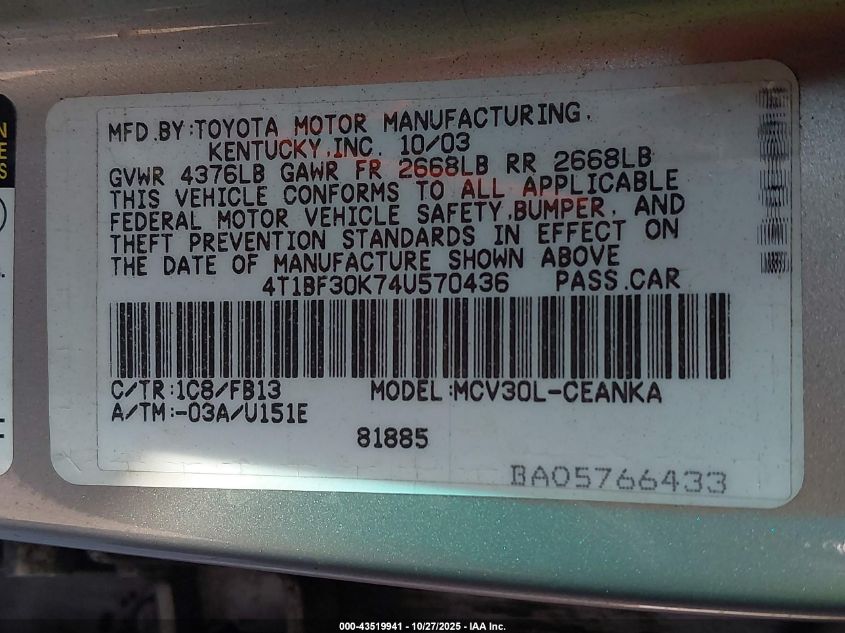 MFD.BY:TOYOTA MOTOR MANUFACTURING,
KENTUCKY,INC. 10/03
GVWR 4376LB GAWR FR 2668LB RR 2668LB
THIS VEHICLE CONFORMS TO ALL APPLICABLE
FEDERAL MOTOR VEHICLE SAFETY,BUMPER, AND
THEFT PREVENTION STANDARDS IN EFFECT ON
THE DATE OF MANUFACTURE SHOWN ABOVE
4T1BF30K74U570436 PASS.CAR
C/TR:1C8/FB13 MODEL:MCV30L-CEANKA
A/TM:-03A/U151E
81885
BA05766433
000-43519941 - 10/27/2025 - IAA Inc.